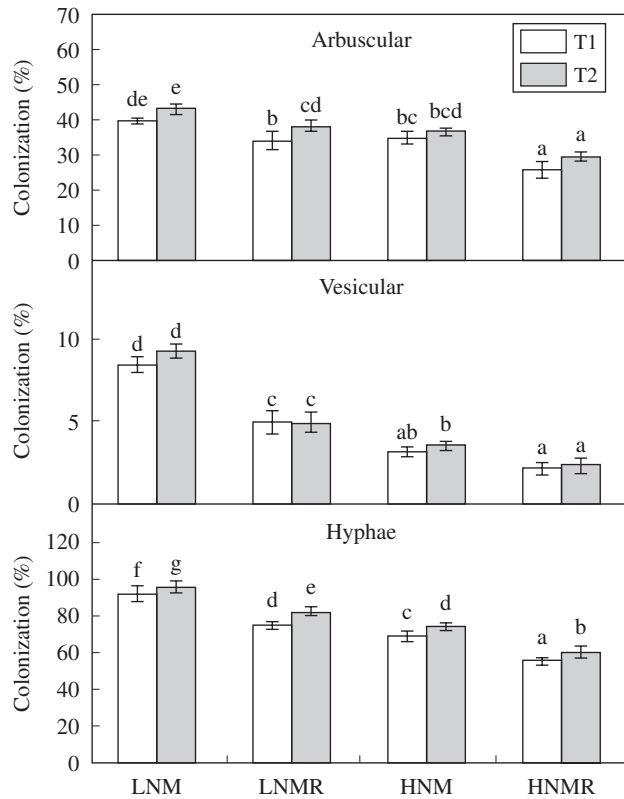 70
Arbuscular
T1
T2
60
50
40
30
20
10
0
Colonization (%)
de e b cd bc bcd a a
Vesicular
10
5
0
Colonization (%)
d d c c ab b a a
Hyphae
120
100
80
60
40
20
0
Colonization (%)
f g d e c d a b
LNM LNMR HNM HNMR